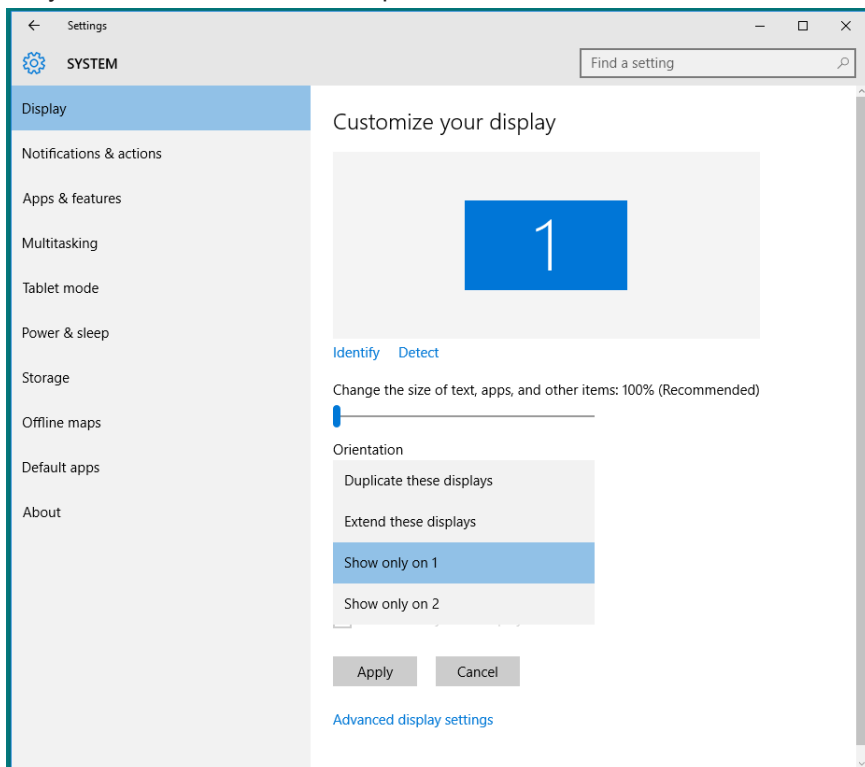 Settings
SYSTEM
Find a setting
Display
Notifications & actions
Apps & features
Multitasking
Tablet mode
Power & sleep
Storage
Offline maps
Default apps
About
Customize your display
1
Identify Detect
Change the size of text, apps, and other items: 100% (Recommended)
Orientation
Duplicate these displays
Extend these displays
Show only on 1
Show only on 2
Apply Cancel
Advanced display settings